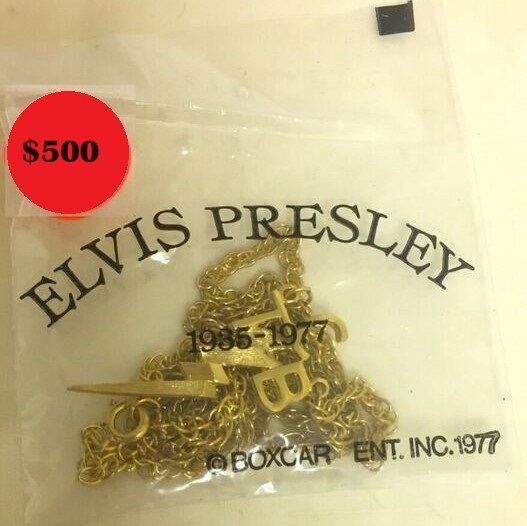 $500
ELVIS PRESLEY
1935-1977
© BOXCAR ENT. INC. 1977